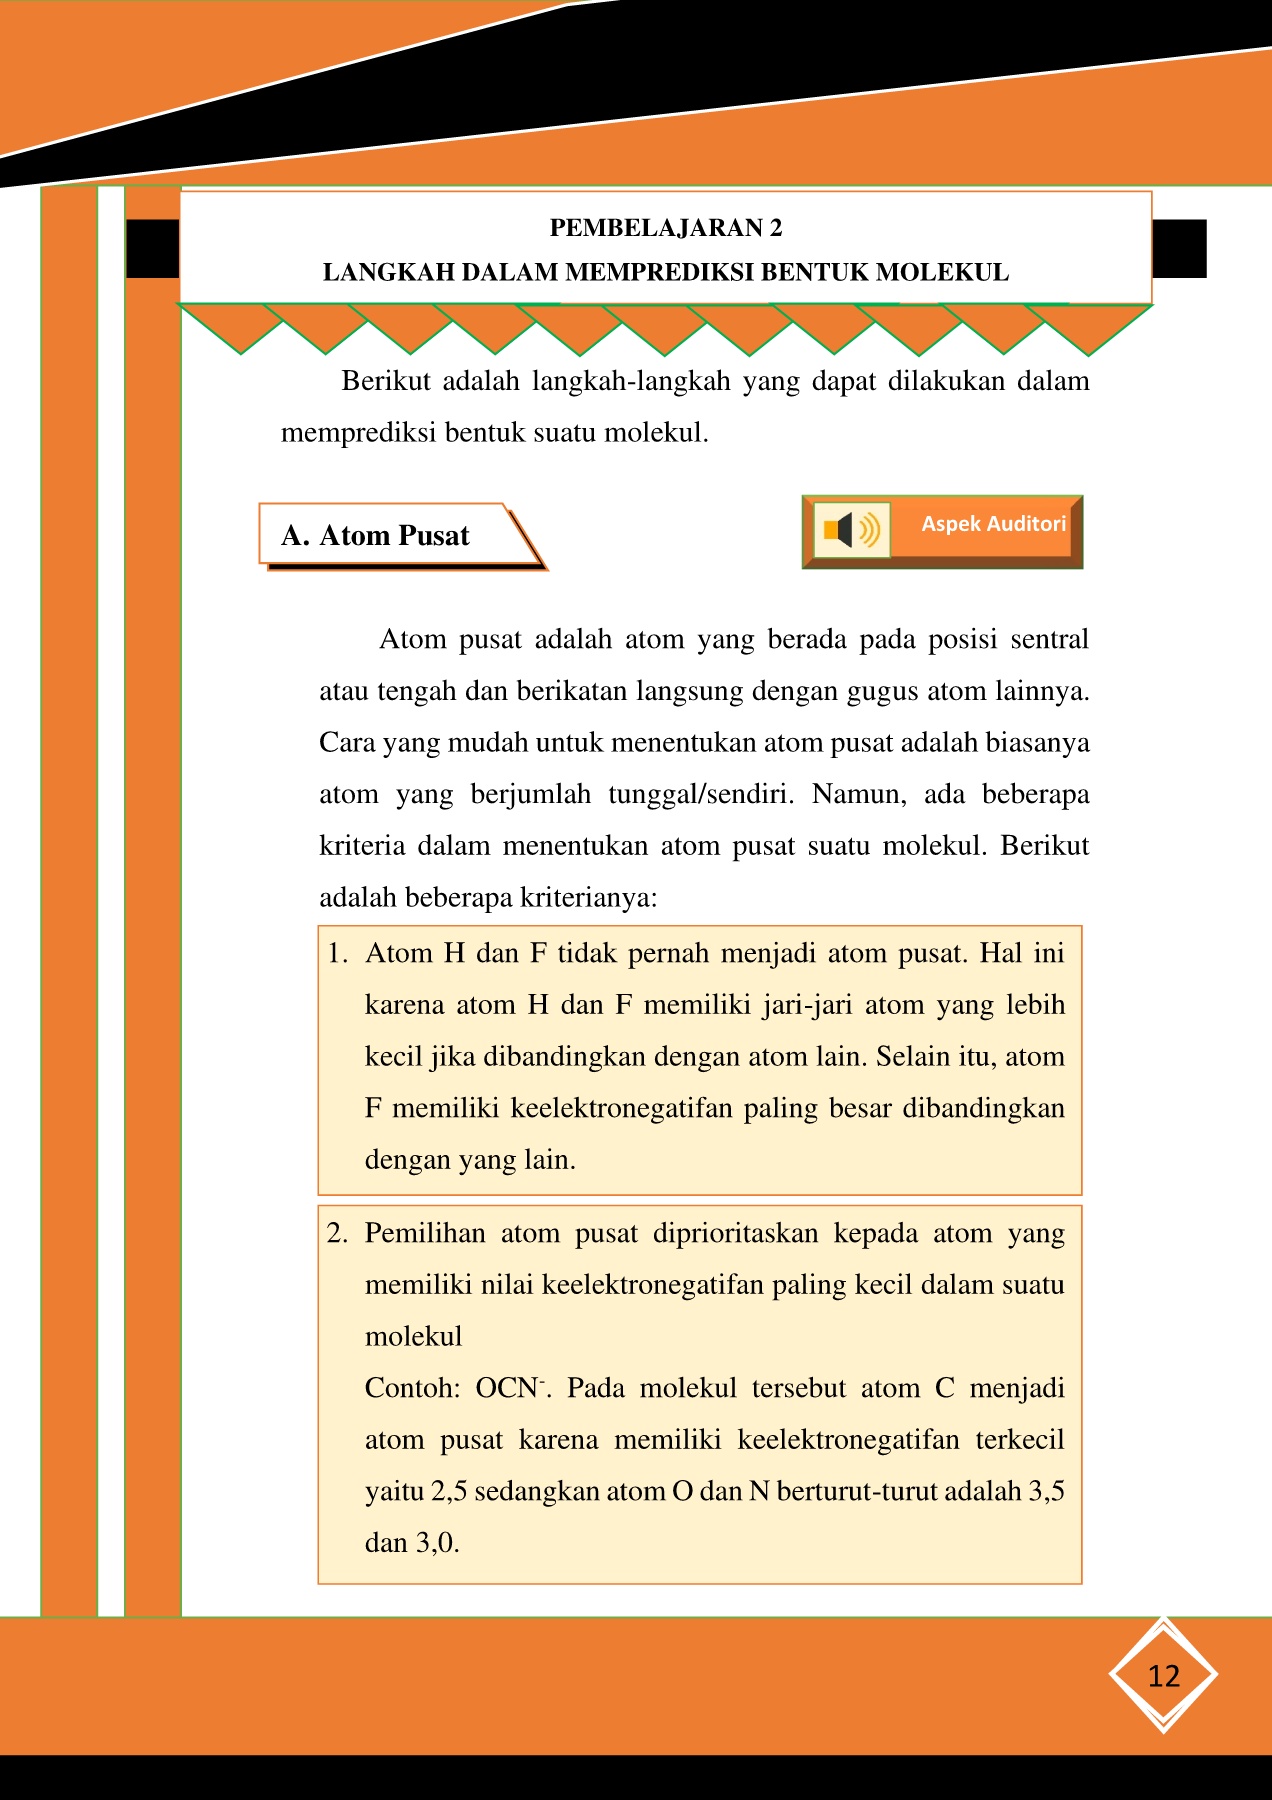 PEMBELAJARAN 2
LANGKAH DALAM MEMPREDIKSI BENTUK MOLEKUL
Berikut adalah langkah-langkah yang dapat dilakukan dalam
memprediksi bentuk suatu molekul.
A. Atom Pusat
Aspek Auditori
Atom pusat adalah atom yang berada pada posisi sentral
atau tengah dan berikatan langsung dengan gugus atom lainnya.
Cara yang mudah untuk menentukan atom pusat adalah biasanya
atom yang berjumlah tunggal/sendiri. Namun, ada beberapa
kriteria dalam menentukan atom pusat suatu molekul. Berikut
adalah beberapa kriterianya:
1. Atom H dan F tidak pernah menjadi atom pusat. Hal ini
karena atom H dan F memiliki jari-jari atom yang lebih
kecil jika dibandingkan dengan atom lain. Selain itu, atom
F memiliki keelektronegatifan paling besar dibandingkan
dengan yang lain.
2. Pemilihan atom pusat diprioritaskan kepada atom yang
memiliki nilai keelektronegatifan paling kecil dalam suatu
molekul
Contoh: OCN⁻. Pada molekul tersebut atom C menjadi
atom pusat karena memiliki keelektronegatifan terkecil
yaitu 2,5 sedangkan atom O dan N berturut-turut adalah 3,5
dan 3,0.
12